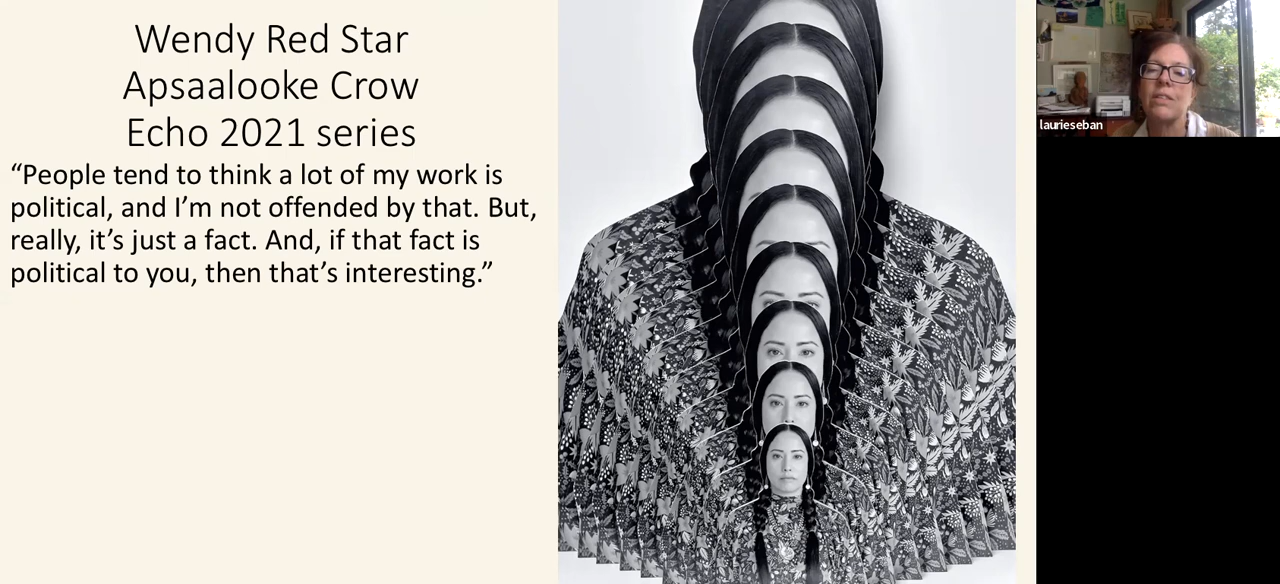 Wendy Red Star
Apsaalooke Crow
Echo 2021 series
“People tend to think a lot of my work is
political, and I’m not offended by that. But,
really, it’s just a fact. And, if that fact is
political to you, then that’s interesting.”
laurieseban